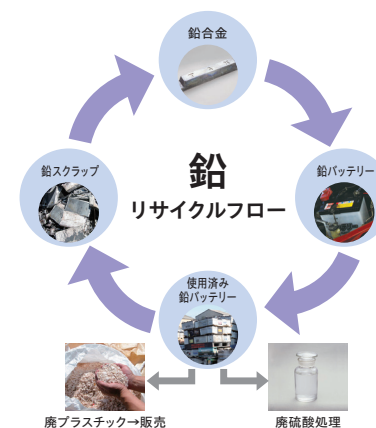 鉛合金
鉛スクラップ
鉛
リサイクルフロー
鉛バッテリー
使用済み
鉛バッテリー
廃プラスチック→販売
廃硫酸処理